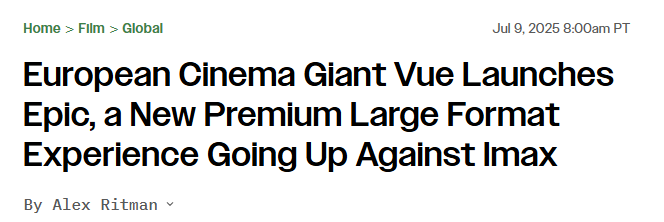 Home > Film > Global
Jul 9, 2025 8:00am PT
European Cinema Giant Vue Launches
Epic, a New Premium Large Format
Experience Going Up Against Imax
By Alex Ritman